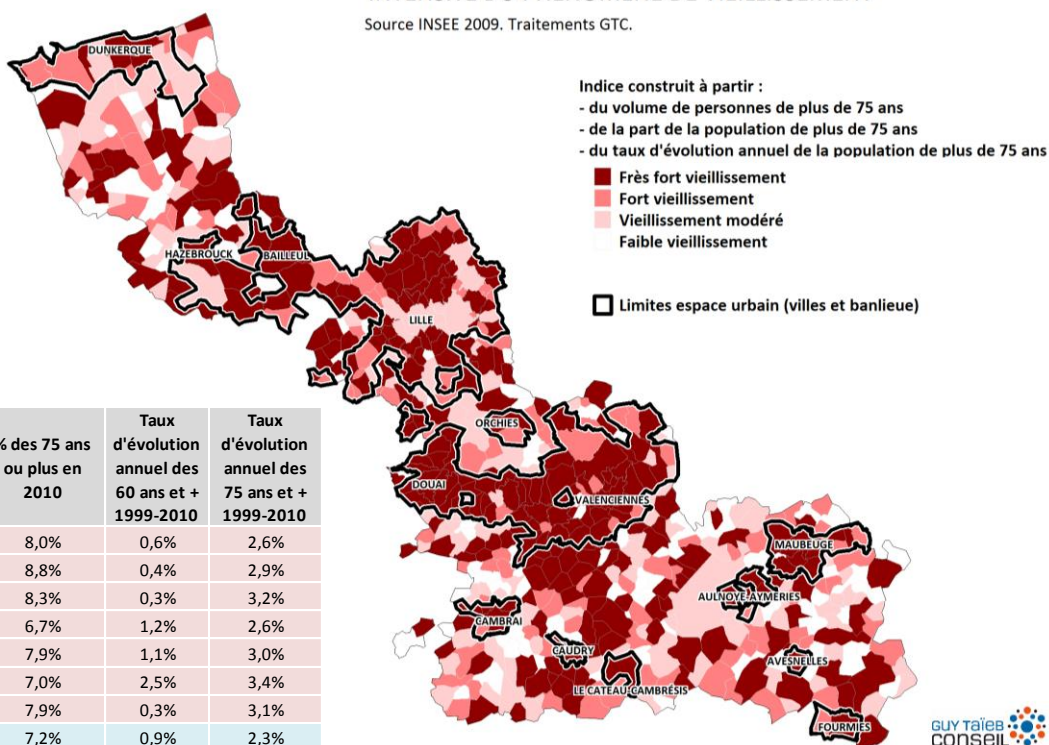 Source INSEE 2009. Traitements GTC.
Indice construit à partir :
- du volume de personnes de plus de 75 ans
- de la part de la population de plus de 75 ans
- du taux d'évolution annuel de la population de plus de 75 ans
Frès fort vieillissement
Fort vieillissement
Vieillissement modéré
Faible vieillissement
Limites espace urbain (villes et banlieue)
DUNKERQUE
HAZEBROUCK
BAILLEUL
LILLE
ORCHIES
DOUAI
VALENCIENNES
MAUBEUGE
AULNOYE-AYMERIES
CAMBRAI
CAUDRY
AVESNELLES
LE CATEAU-CAMBRÉSIS
FOURMIES
% des 75 ans
ou plus en
2010
Taux
d'évolution
annuel des
60 ans et +
1999-2010
Taux
d'évolution
annuel des
75 ans et +
1999-2010
8,0% 0,6% 2,6%
8,8% 0,4% 2,9%
8,3% 0,3% 3,2%
6,7% 1,2% 2,6%
7,9% 1,1% 3,0%
7,0% 2,5% 3,4%
7,9% 0,3% 3,1%
7,2% 0,9% 2,3%
GUY TAÏEB
CONSEIL